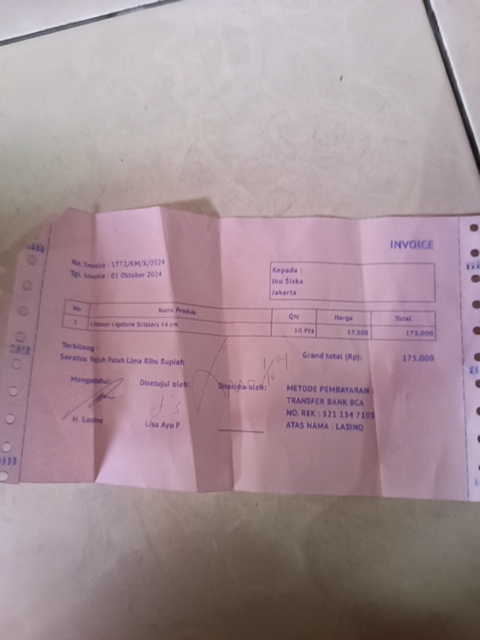 INVOICE
No. Invoice : 1772/KM/X/2024
Tgl. Invoice : 01 Oktober 2024
Kepada :
Ibu Siska
Jakarta
No Nama Produk Qty Harga Total
1 Scissors 14 cm 10 Pcs 17,500 175,000
Terbilang :
Seratus Tujuh Puluh Lima Ribu Rupiah
Grand total (Rp): 175,000
Mengetahui: Disetujui oleh: Diterima oleh:
H. Lasino Lisa Ayu P
METODE PEMBAYARAN
TRANSFER BANK BCA
NO. REK : 321 154 7105
ATAS NAMA : LASINO